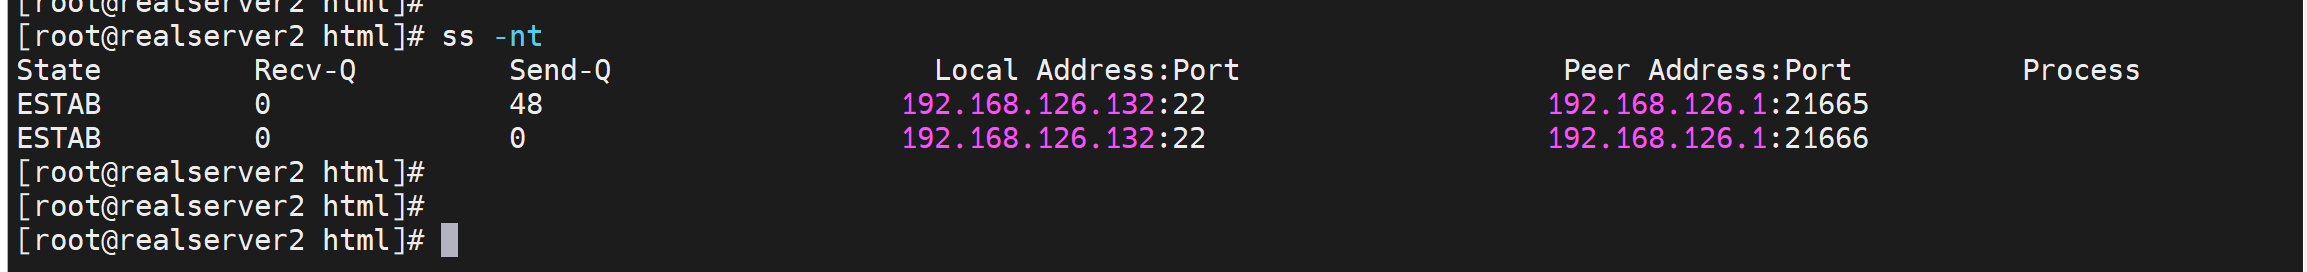 [root@realserver2 html]#
[root@realserver2 html]# ss -nt
State Recv-Q Send-Q Local Address:Port Peer Address:Port Process
ESTAB 0 48 192.168.126.132:22 192.168.126.1:21665
ESTAB 0 0 192.168.126.132:22 192.168.126.1:21666
[root@realserver2 html]#
[root@realserver2 html]#
[root@realserver2 html]#